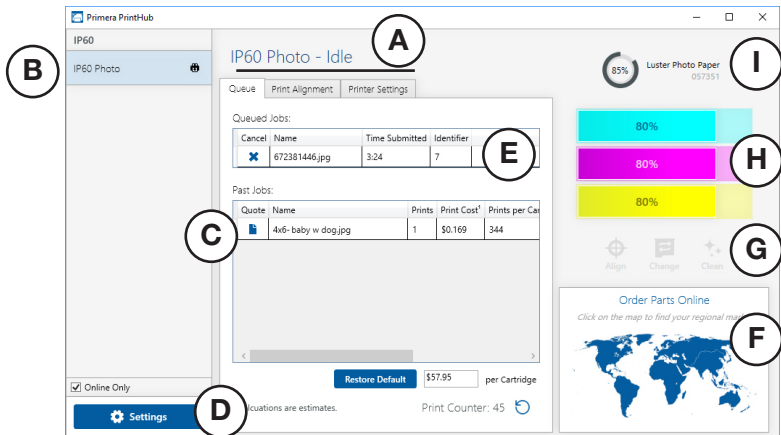 Primera PrintHub
IP60
IP60 Photo
B
IP60 Photo - Idle
A
Queue Print Alignment Printer Settings
Queued Jobs:
Cancel Name Time Submitted Identifier
672381446.jpg 3:24 7
E
Past Jobs:
Quote Name Prints Print Cost¹ Prints per Car
4x6- baby w dog.jpg 1 $0.169 344
C
Restore Default $57.95 per Cartridge
calcuations are estimates. Print Counter: 45
Online Only
Settings
D
85% Luster Photo Paper
057351
I
80%
80%
80%
H
Align Change Clean
G
Order Parts Online
Click on the map to find your regional
F